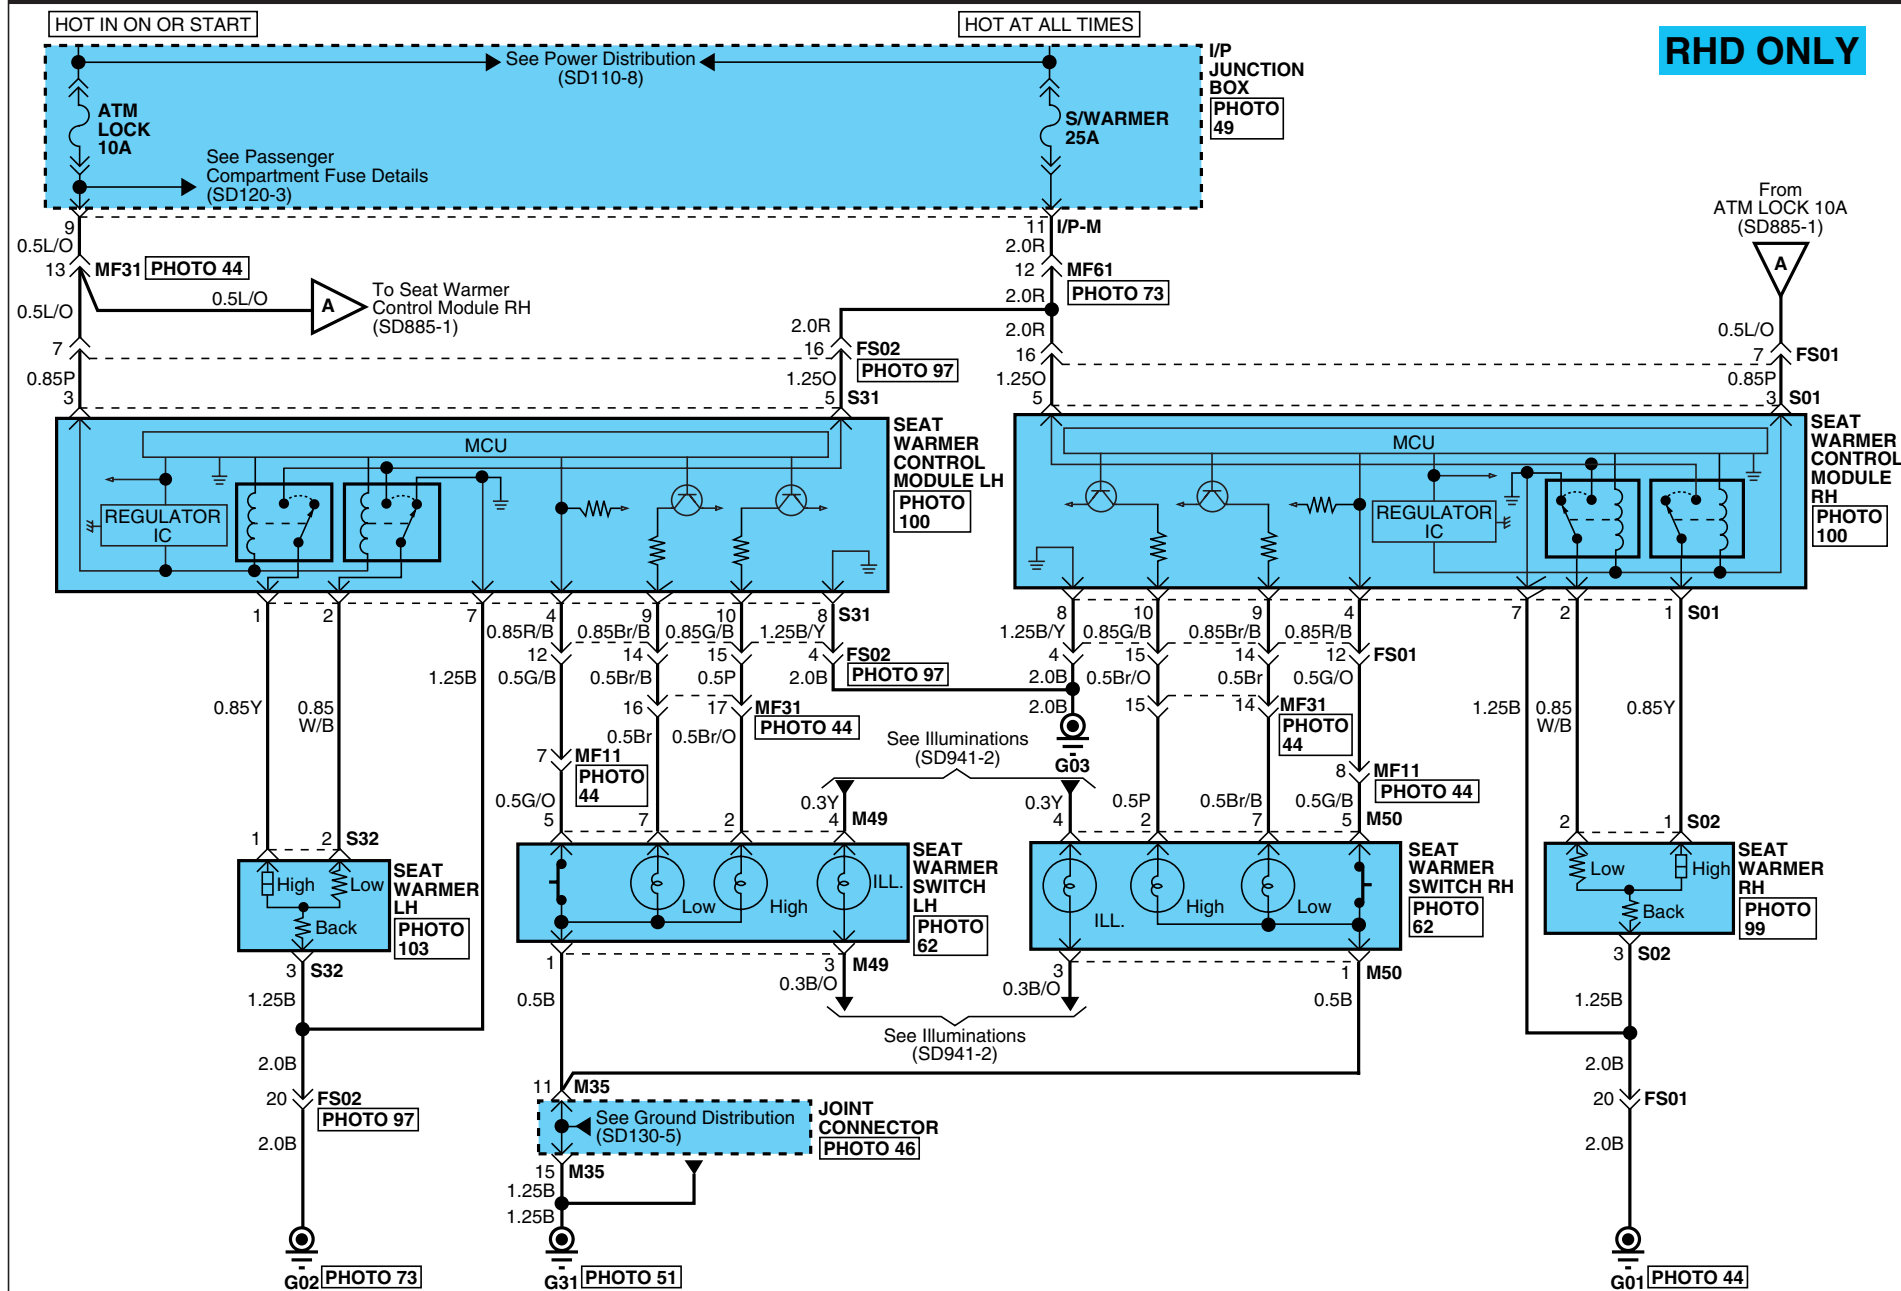 HOT IN ON OR START
HOT AT ALL TIMES
RHD ONLY
See Power Distribution
(SD110-8)
I/P
JUNCTION
BOX
PHOTO
49
ATM
LOCK
10A
S/WARMER
25A
See Passenger
Compartment Fuse Details
(SD120-3)
From
ATM LOCK 10A
(SD885-1)
A
9
11 I/P-M
0.5L/O
2.0R
13 MF31 PHOTO 44
12 MF61
PHOTO 73
0.5L/O
A
To Seat Warmer
Control Module RH
(SD885-1)
0.5L/O
2.0R
2.0R
2.0R
0.5L/O
7
16 FS02
PHOTO 97
16
7 FS01
0.85P
1.25O
1.25O
0.85P
3
5 S31
5
3 S01
SEAT
WARMER
CONTROL
MODULE LH
PHOTO
100
MCU
REGULATOR
IC
SEAT
WARMER
CONTROL
MODULE
RH
PHOTO
100
MCU
REGULATOR
IC
1 2 7 4 9 10 8 S31
8 10 9 4 7 2 1 S01
0.85R/B 0.85Br/B 0.85G/B 1.25B/Y
1.25B/Y 0.85G/B 0.85Br/B 0.85R/B
12 14 15 4 FS02
PHOTO 97
4 15 14 12 FS01
1.25B 0.5G/B 0.5Br/B 0.5P 2.0B
2.0B 0.5Br/O 0.5Br 0.5G/O
0.85Y 0.85
W/B
16 17 MF31
PHOTO 44
2.0B
15 14 MF31
PHOTO
44
1.25B 0.85
W/B
0.85Y
0.5Br 0.5Br/O
See Illuminations
(SD941-2)
G03
7 MF11
PHOTO
44
8 MF11
PHOTO 44
0.5G/O
0.3Y
0.3Y
0.5P 0.5Br/B 0.5G/B
5 7 2 4 M49
4 2 7 5 M50
1 2 S32
2 1 S02
SEAT
WARMER
LH
PHOTO
103
High Low
Back
SEAT
WARMER
SWITCH
LH
PHOTO
62
Low High ILL.
SEAT
WARMER
SWITCH RH
PHOTO
62
ILL. High Low
SEAT
WARMER
RH
PHOTO
99
Low High
Back
3 S32
1 3 M49
3 1 M50
3 S02
1.25B
0.5B
0.3B/O
0.3B/O
0.5B
1.25B
See Illuminations
(SD941-2)
2.0B
2.0B
20 FS02
PHOTO 97
11 M35
20 FS01
See Ground Distribution
(SD130-5)
JOINT
CONNECTOR
PHOTO 46
2.0B
2.0B
15 M35
1.25B
1.25B
G02 PHOTO 73
G31 PHOTO 51
G01 PHOTO 44